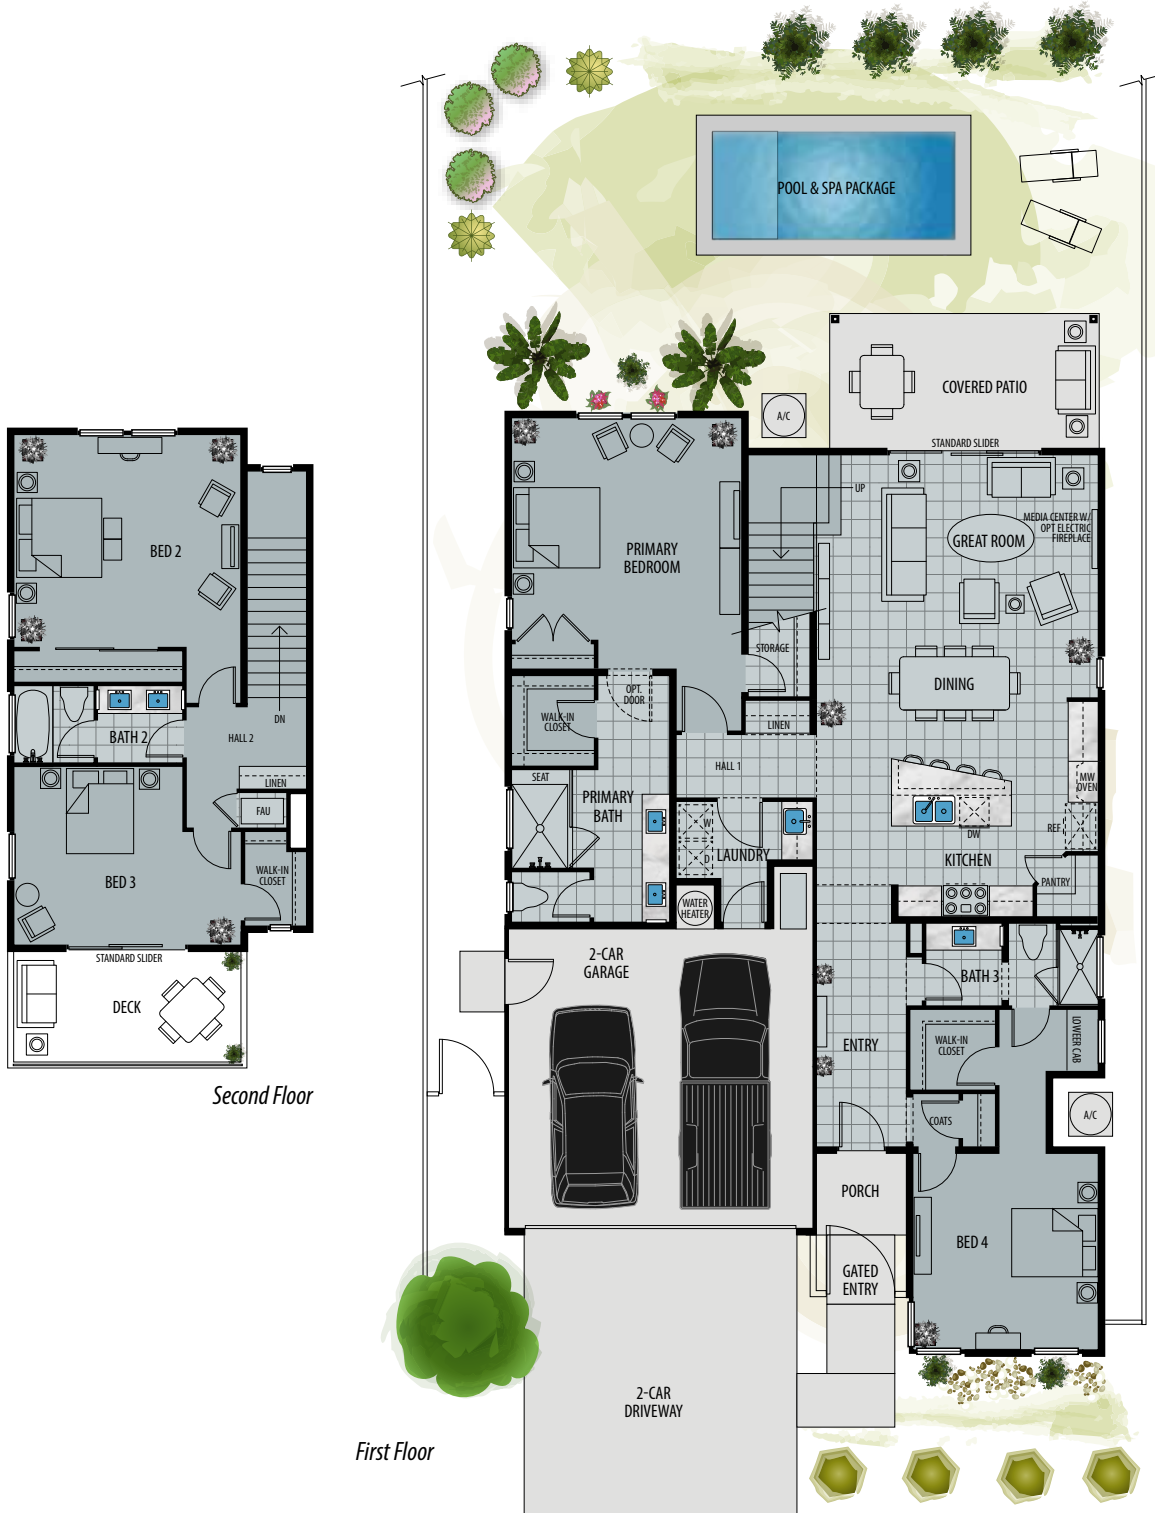 POOL & SPA PACKAGE
COVERED PATIO
A/C
STANDARD SLIDER
UP
MEDIA CENTER W/
OPT ELECTRIC
FIREPLACE
GREAT ROOM
PRIMARY
BEDROOM
STORAGE
DINING
OPT.
DOOR
WALK-IN
CLOSET
LINEN
HALL 1
SEAT
PRIMARY
BATH
W
D
LAUNDRY
MW
OVEN
REF
DW
KITCHEN
PANTRY
WATER
HEATER
2-CAR
GARAGE
BATH 3
ENTRY
WALK-IN
CLOSET
LOWEER CAB
COATS
A/C
PORCH
BED 4
GATED
ENTRY
2-CAR
DRIVEWAY
First Floor
BED 2
DN
BATH 2
HALL 2
LINEN
FAU
BED 3
WALK-IN
CLOSET
STANDARD SLIDER
DECK
Second Floor